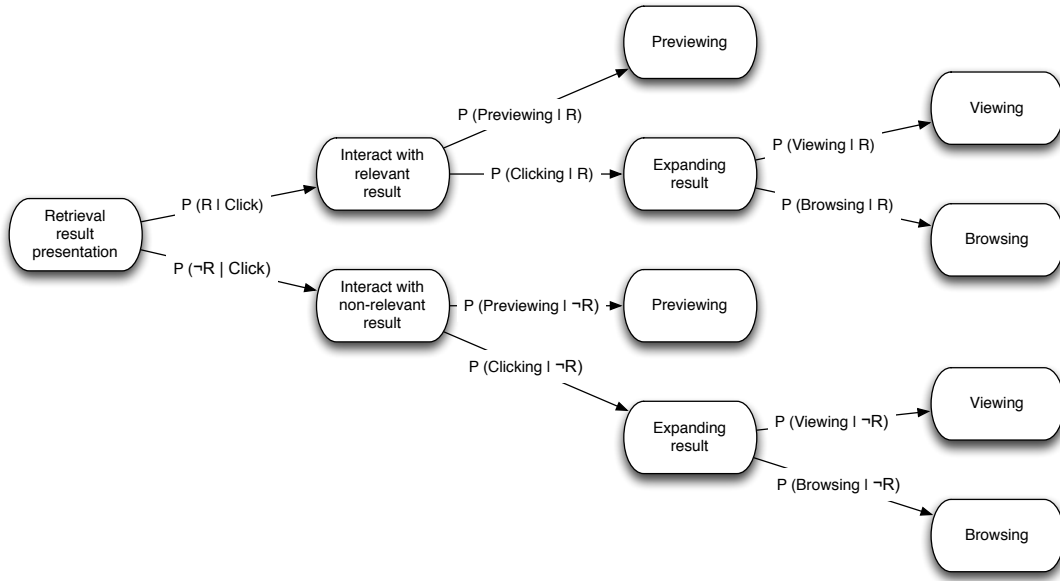 Previewing
Viewing
P (Previewing | R)
P (Viewing | R)
Interact with
relevant
result
P (Clicking | R)
Expanding
result
P (R | Click)
P (Browsing | R)
Retrieval
result
presentation
Browsing
P (¬R | Click)
Interact with
non-relevant
result
P (Previewing | ¬R)
Previewing
P (Clicking | ¬R)
Viewing
Expanding
result
P (Viewing | ¬R)
P (Browsing | ¬R)
Browsing